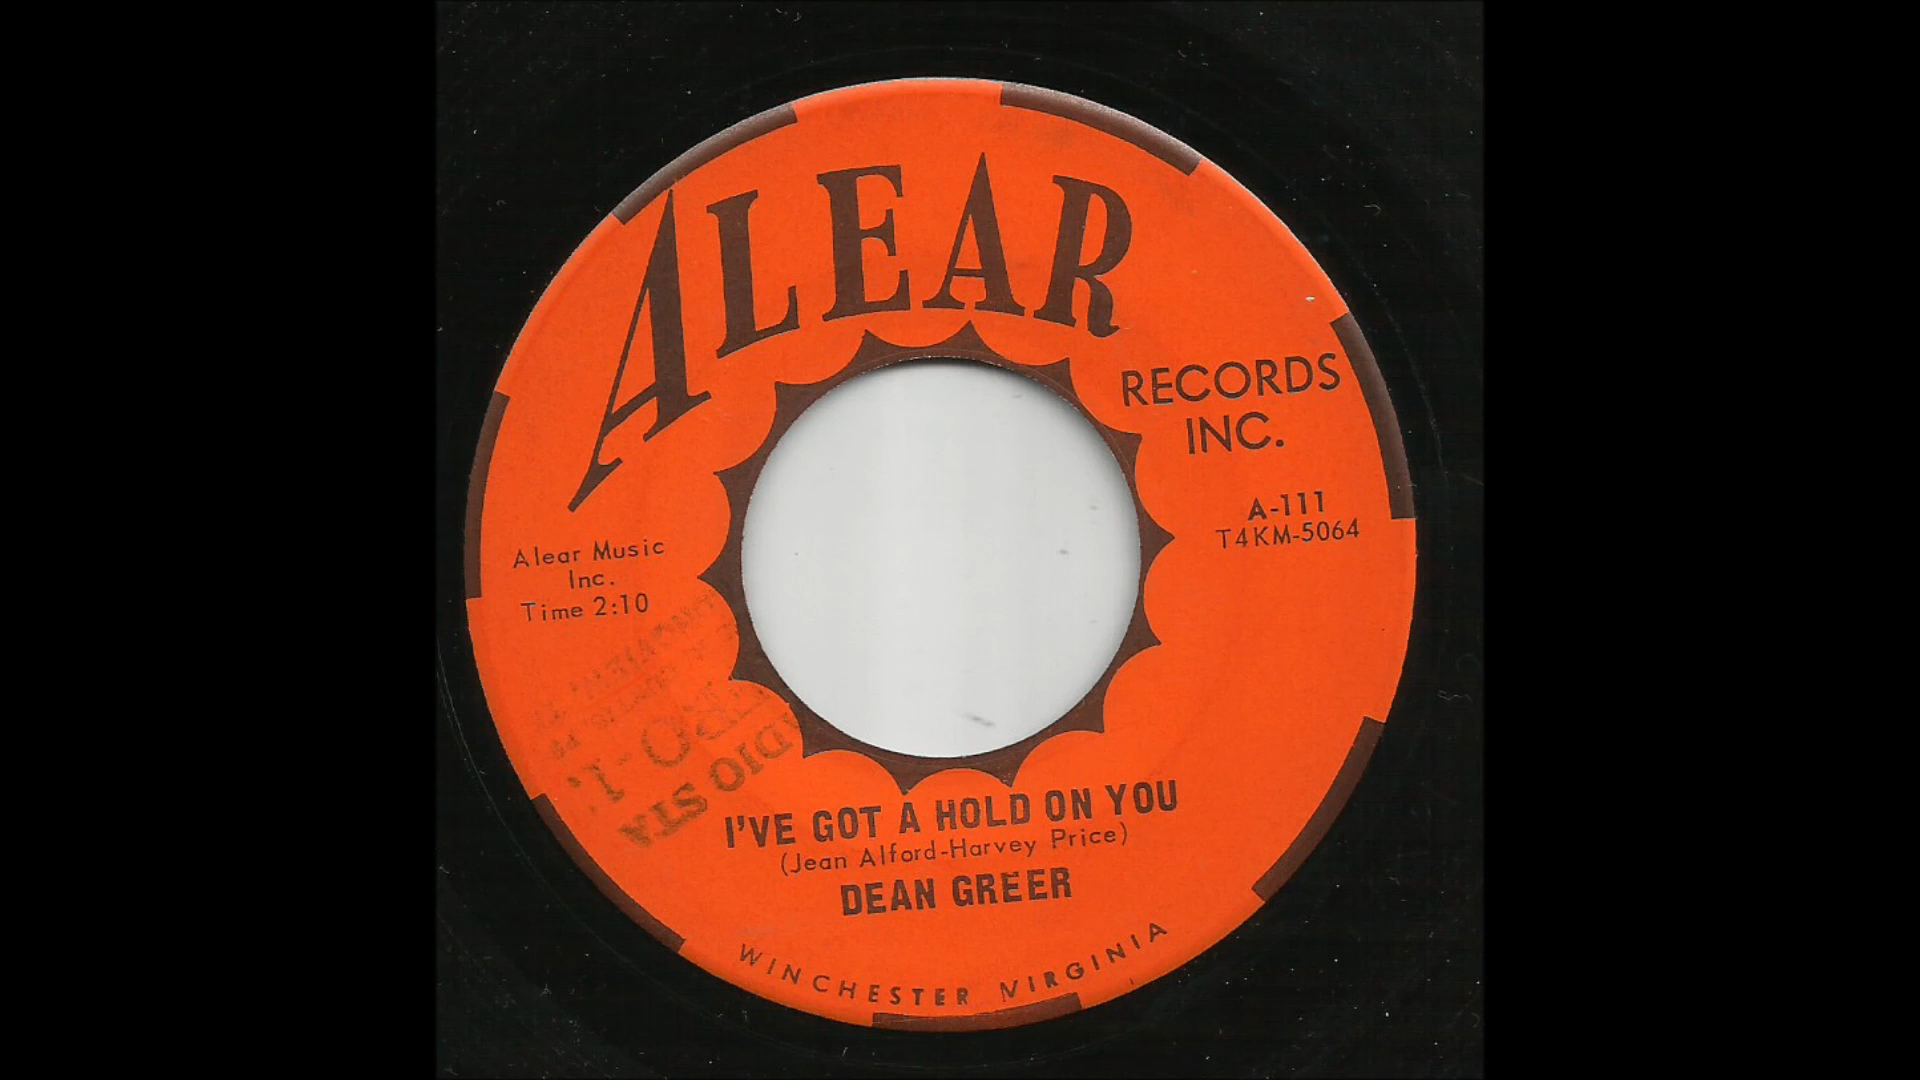 ALEAR
RECORDS
INC.
A-111
T4KM-5064
Alear Music
Inc.
Time 2:10
I'VE GOT A HOLD ON YOU
(Jean Alford-Harvey Price)
DEAN GREER
WINCHESTER VIRGINIA